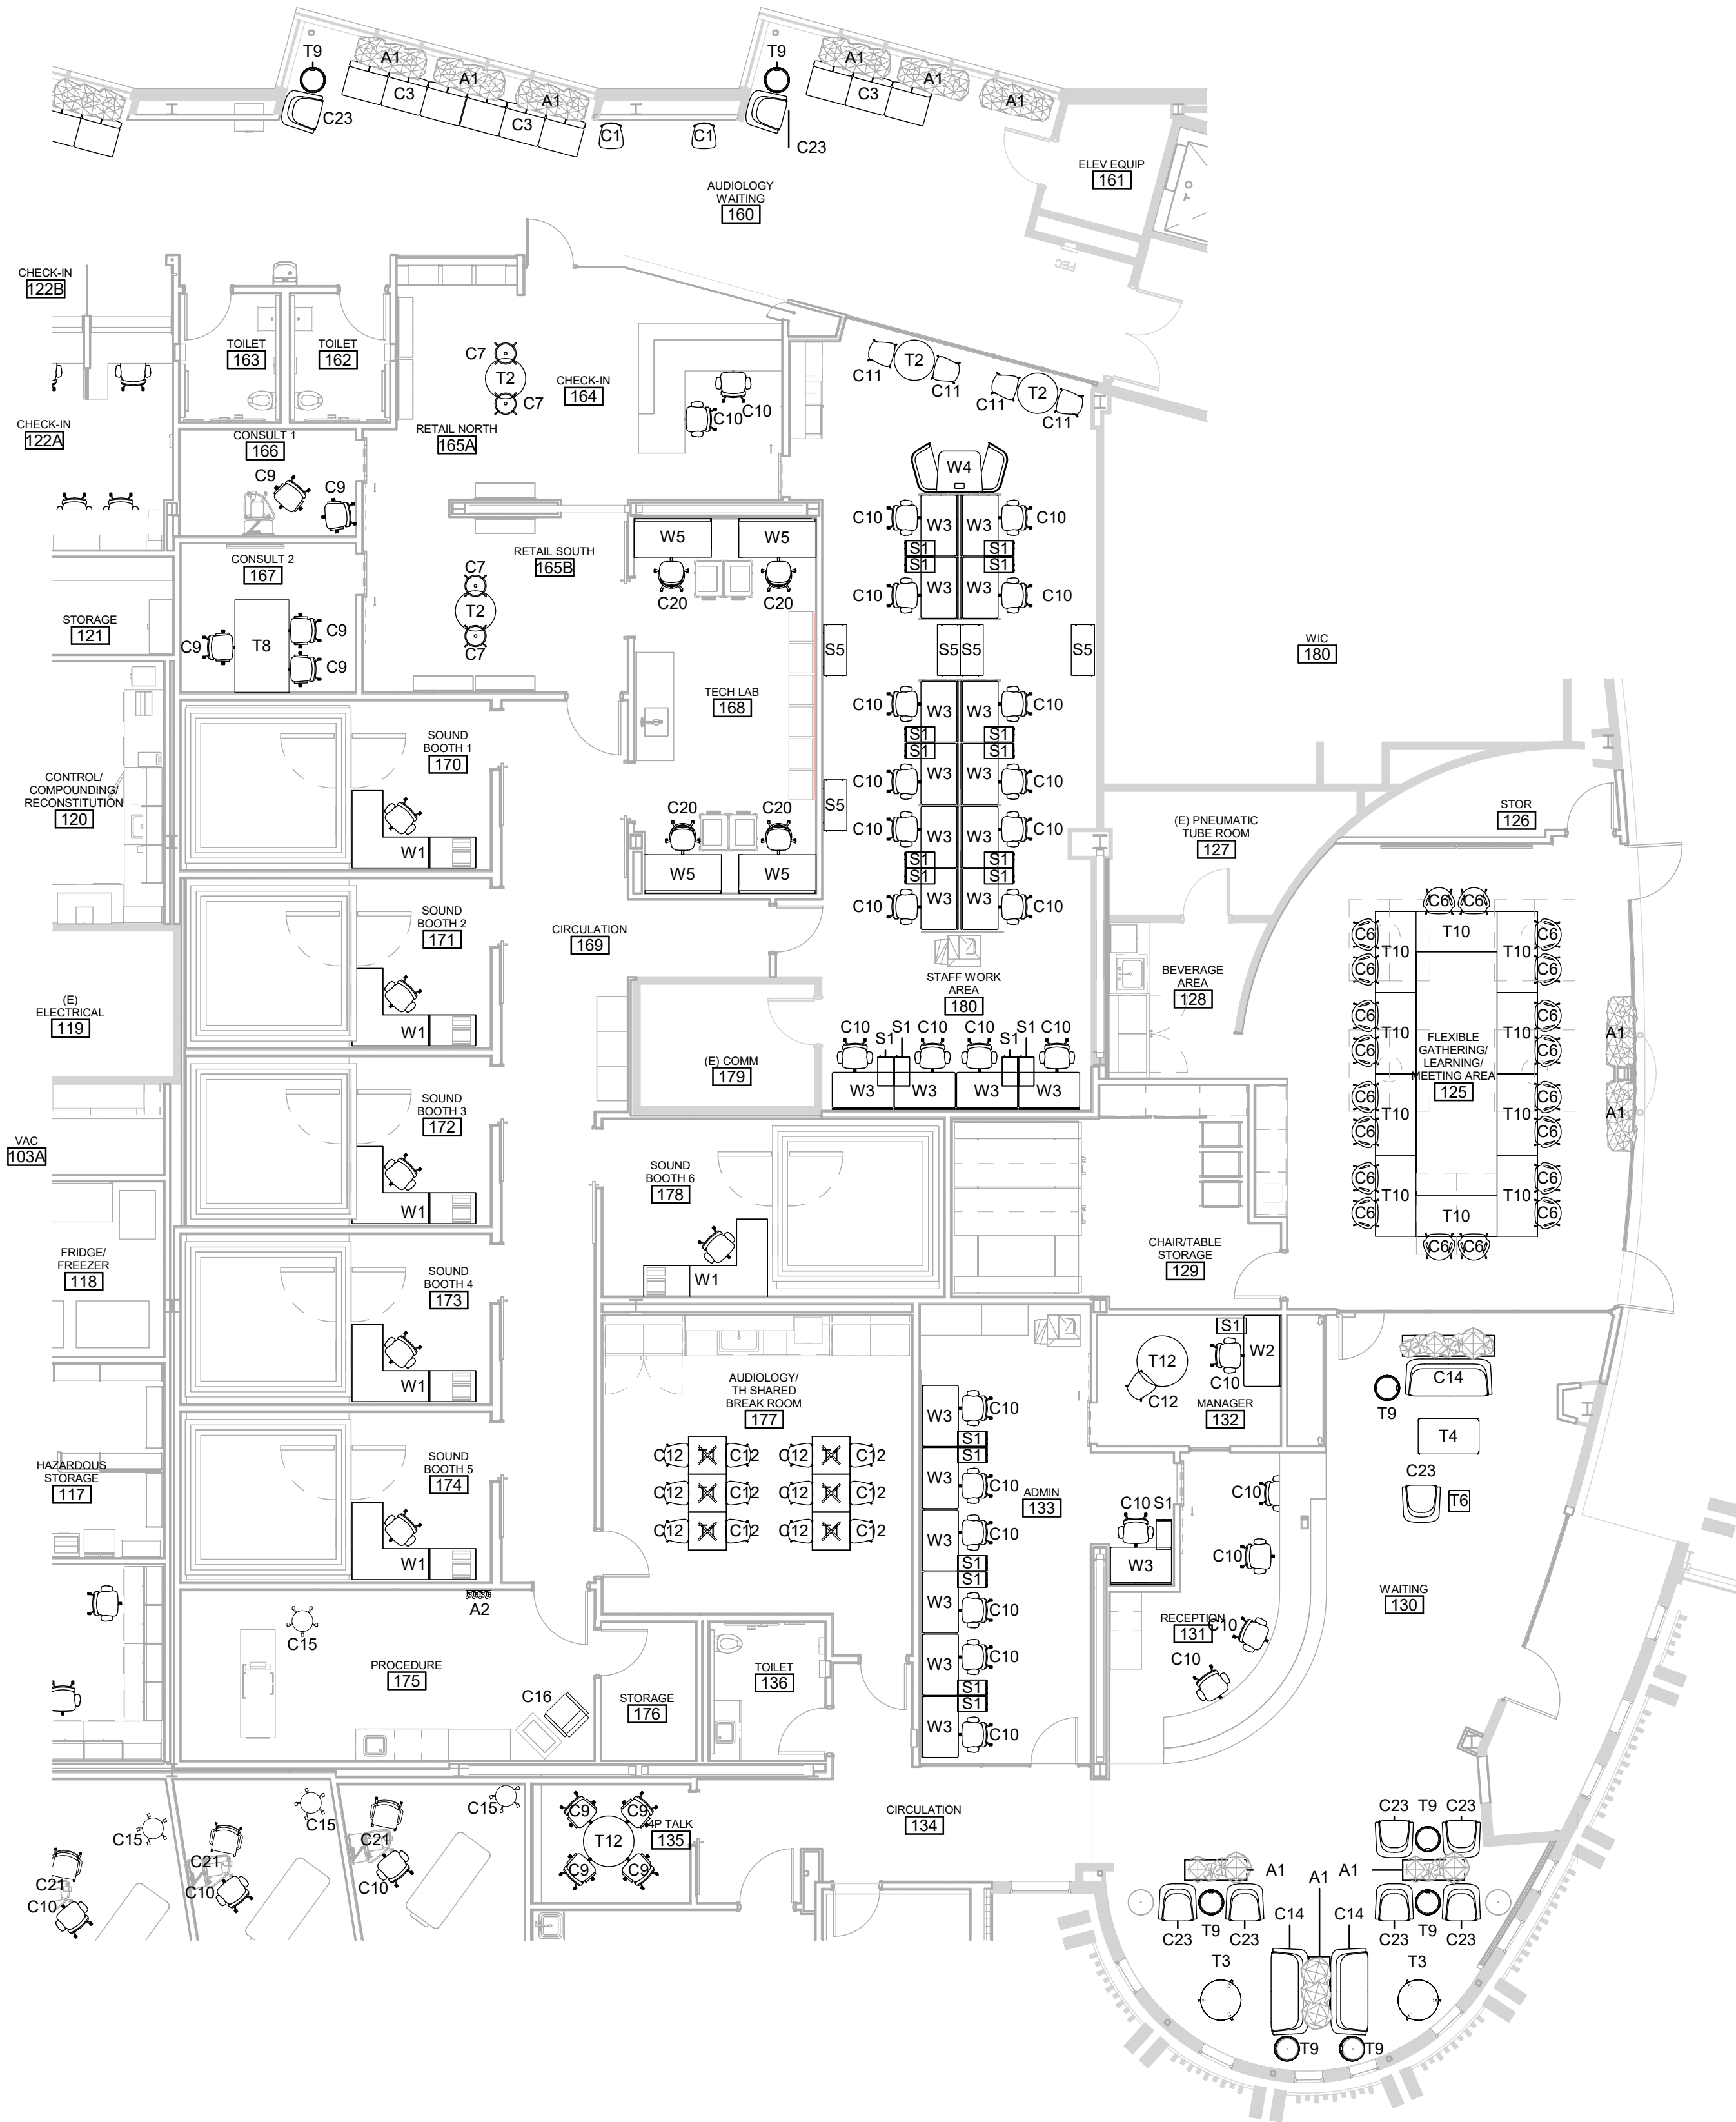 T9
A1
A1
C3
A1
C3
C23
C1
C1
T9
A1
A1
C3
A1
C23
ELEV EQUIP
161
AUDIOLOGY
WAITING
160
FEC
CHECK-IN
122B
TOILET
163
TOILET
162
C7
T2
C7
CHECK-IN
164
C10
C10
C11
T2
C11
C11
T2
C11
CHECK-IN
122A
CONSULT 1
166
C9
C9
RETAIL NORTH
165A
W4
C10
W3
W3
C10
S1
S1
S1
S1
C10
W3
W3
C10
W5
W5
C20
C20
RETAIL SOUTH
165B
C7
T2
C7
CONSULT 2
167
C9
T8
C9
C9
STORAGE
121
S5
S5
S5
S5
WIC
180
TECH LAB
168
C10
W3
W3
C10
S1
S1
S1
S1
C10
W3
W3
C10
S5
C10
W3
W3
C10
S1
S1
S1
S1
C10
W3
W3
C10
SOUND
BOOTH 1
170
W1
CONTROL/
COMPOUNDING/
RECONSTITUTION
120
C20
C20
W5
W5
(E) PNEUMATIC
TUBE ROOM
127
STOR
126
SOUND
BOOTH 2
171
W1
CIRCULATION
169
STAFF WORK
AREA
180
BEVERAGE
AREA
128
C6
C6
C6
T10
C6
T10
T10
C6
C6
C6
T10
T10
C6
C6
C6
FLEXIBLE
GATHERING/
LEARNING/
MEETING AREA
125
C6
T10
T10
C6
C6
C6
C6
T10
T10
C6
C6
T10
C6
C6
C6
A1
A1
(E)
ELECTRICAL
119
(E) COMM
179
C10
S1
S1
C10
C10
S1
S1
C10
W3
W3
W3
W3
SOUND
BOOTH 3
172
W1
VAC
103A
SOUND
BOOTH 6
178
W1
CHAIR/TABLE
STORAGE
129
FRIDGE/
FREEZER
118
SOUND
BOOTH 4
173
W1
AUDIOLOGY/
TH SHARED
BREAK ROOM
177
C12
C12
C12
C12
C12
C12
C12
C12
C12
C12
C12
C12
T12
C12
S1
W2
C10
MANAGER
132
C14
T9
T4
C23
T6
HAZARDOUS
STORAGE
117
SOUND
BOOTH 5
174
W1
W3
C10
S1
S1
W3
C10
W3
C10
S1
S1
W3
C10
W3
C10
S1
S1
W3
C10
ADMIN
133
C10
S1
W3
C10
C10
RECEPTION
131
C10
C10
WAITING
130
A2
C15
PROCEDURE
175
C16
STORAGE
176
TOILET
136
C15
C15
C15
C21
C21
C21
C10
C10
C10
C9
C9
T12
C9
C9
4P TALK
135
CIRCULATION
134
C23
T9
C23
A1
A1
A1
C23
T9
C23
C14
C14
C23
T9
C23
T3
T3
T9
T9